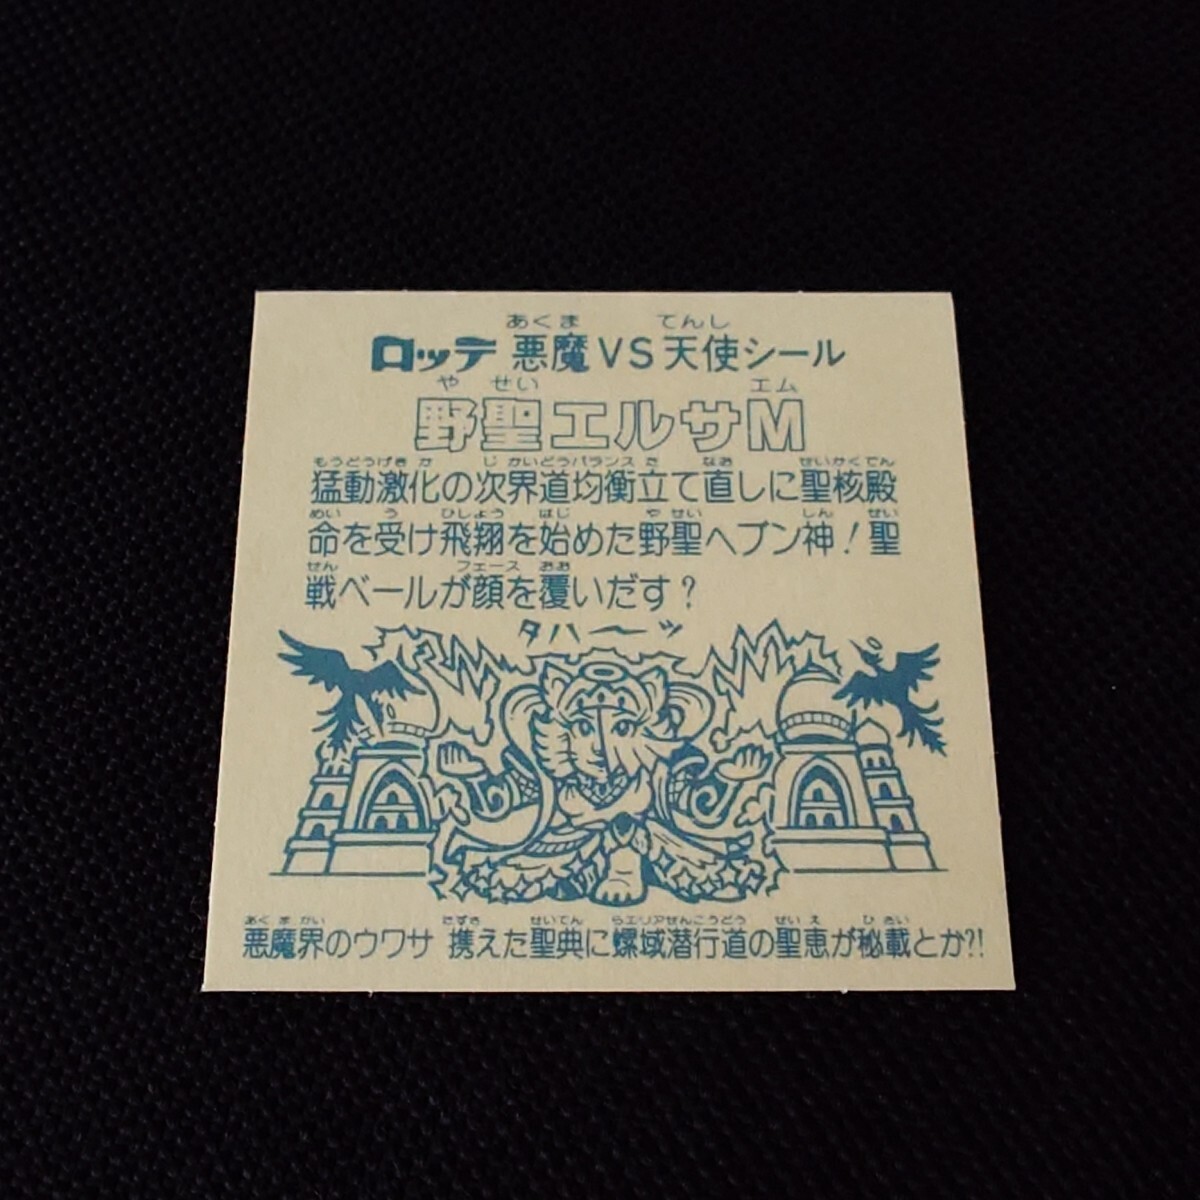 あくま てんし
ロッテ 悪魔VS天使シール
や せい エム
野聖エルサM
もうどうげき か じ かいどうバランス た なお せいかくでん
猛動激化の次界道均衡立て直しに聖核殿
めい う ひしょう はじ や せい しん せい
命を受け飛翔を始めた野聖ヘブン神！聖
せん フェース おお
戦ベールが顔を覆いだす？
タハーッ
あく ま かい たずさ せいてん らエリアせんこうどう せい え ひ さい
悪魔界のウワサ 携えた聖典に螺域潜行道の聖恵が秘載とか?!